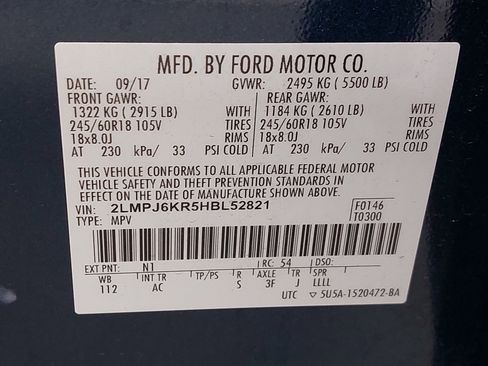 MFD. BY FORD MOTOR CO.
DATE: 09/17 GVWR: 2495 KG ( 5500 LB)
FRONT GAWR: REAR GAWR:
1322 KG ( 2915 LB) WITH 1184 KG ( 2610 LB) WITH
245/60R18 105V TIRES 245/60R18 105V TIRES
18x8.0J RIMS 18x8.0J RIMS
AT 230 kPa/ 33 PSI COLD AT 230 kPa/ 33 PSI COLD
THIS VEHICLE CONFORMS TO ALL APPLICABLE FEDERAL MOTOR
VEHICLE SAFETY AND THEFT PREVENTION STANDARDS IN
EFFECT ON THE DATE OF MANUFACTURE SHOWN ABOVE.
VIN: 2LMPJ6KR5HBL52821 F0146
TYPE: MPV T0300
EXT PNT: N1 RC: 54 DSO:
WB INT TR TP/PS R AXLE TR SPR
112 AC S 3F J LLLL
UTC ▽ 5U5A-1520472-BA